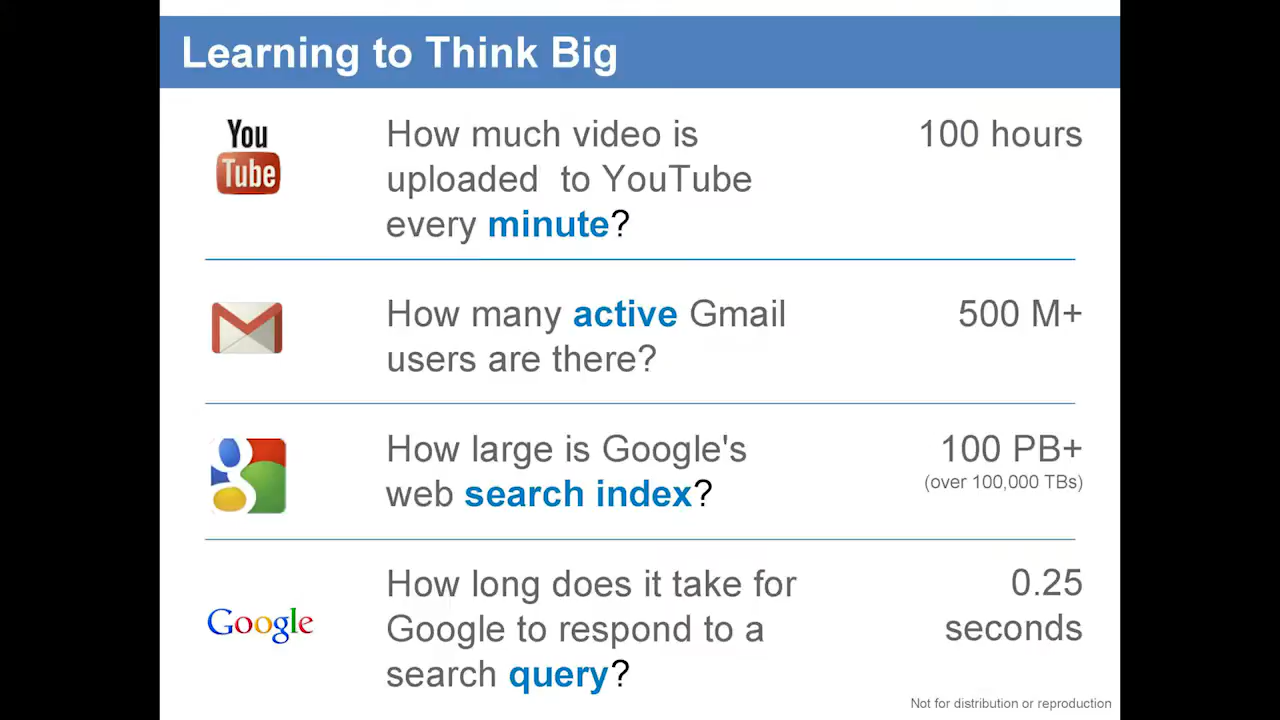 Learning to Think Big
You
Tube
How much video is
uploaded  to YouTube
every minute?
100 hours
How many active Gmail
users are there?
500 M+
How large is Google's
web search index?
100 PB+
(over 100,000 TBs)
g
Google
How long does it take for
Google to respond to a
search query?
0.25
seconds
Not for distribution or reproduction